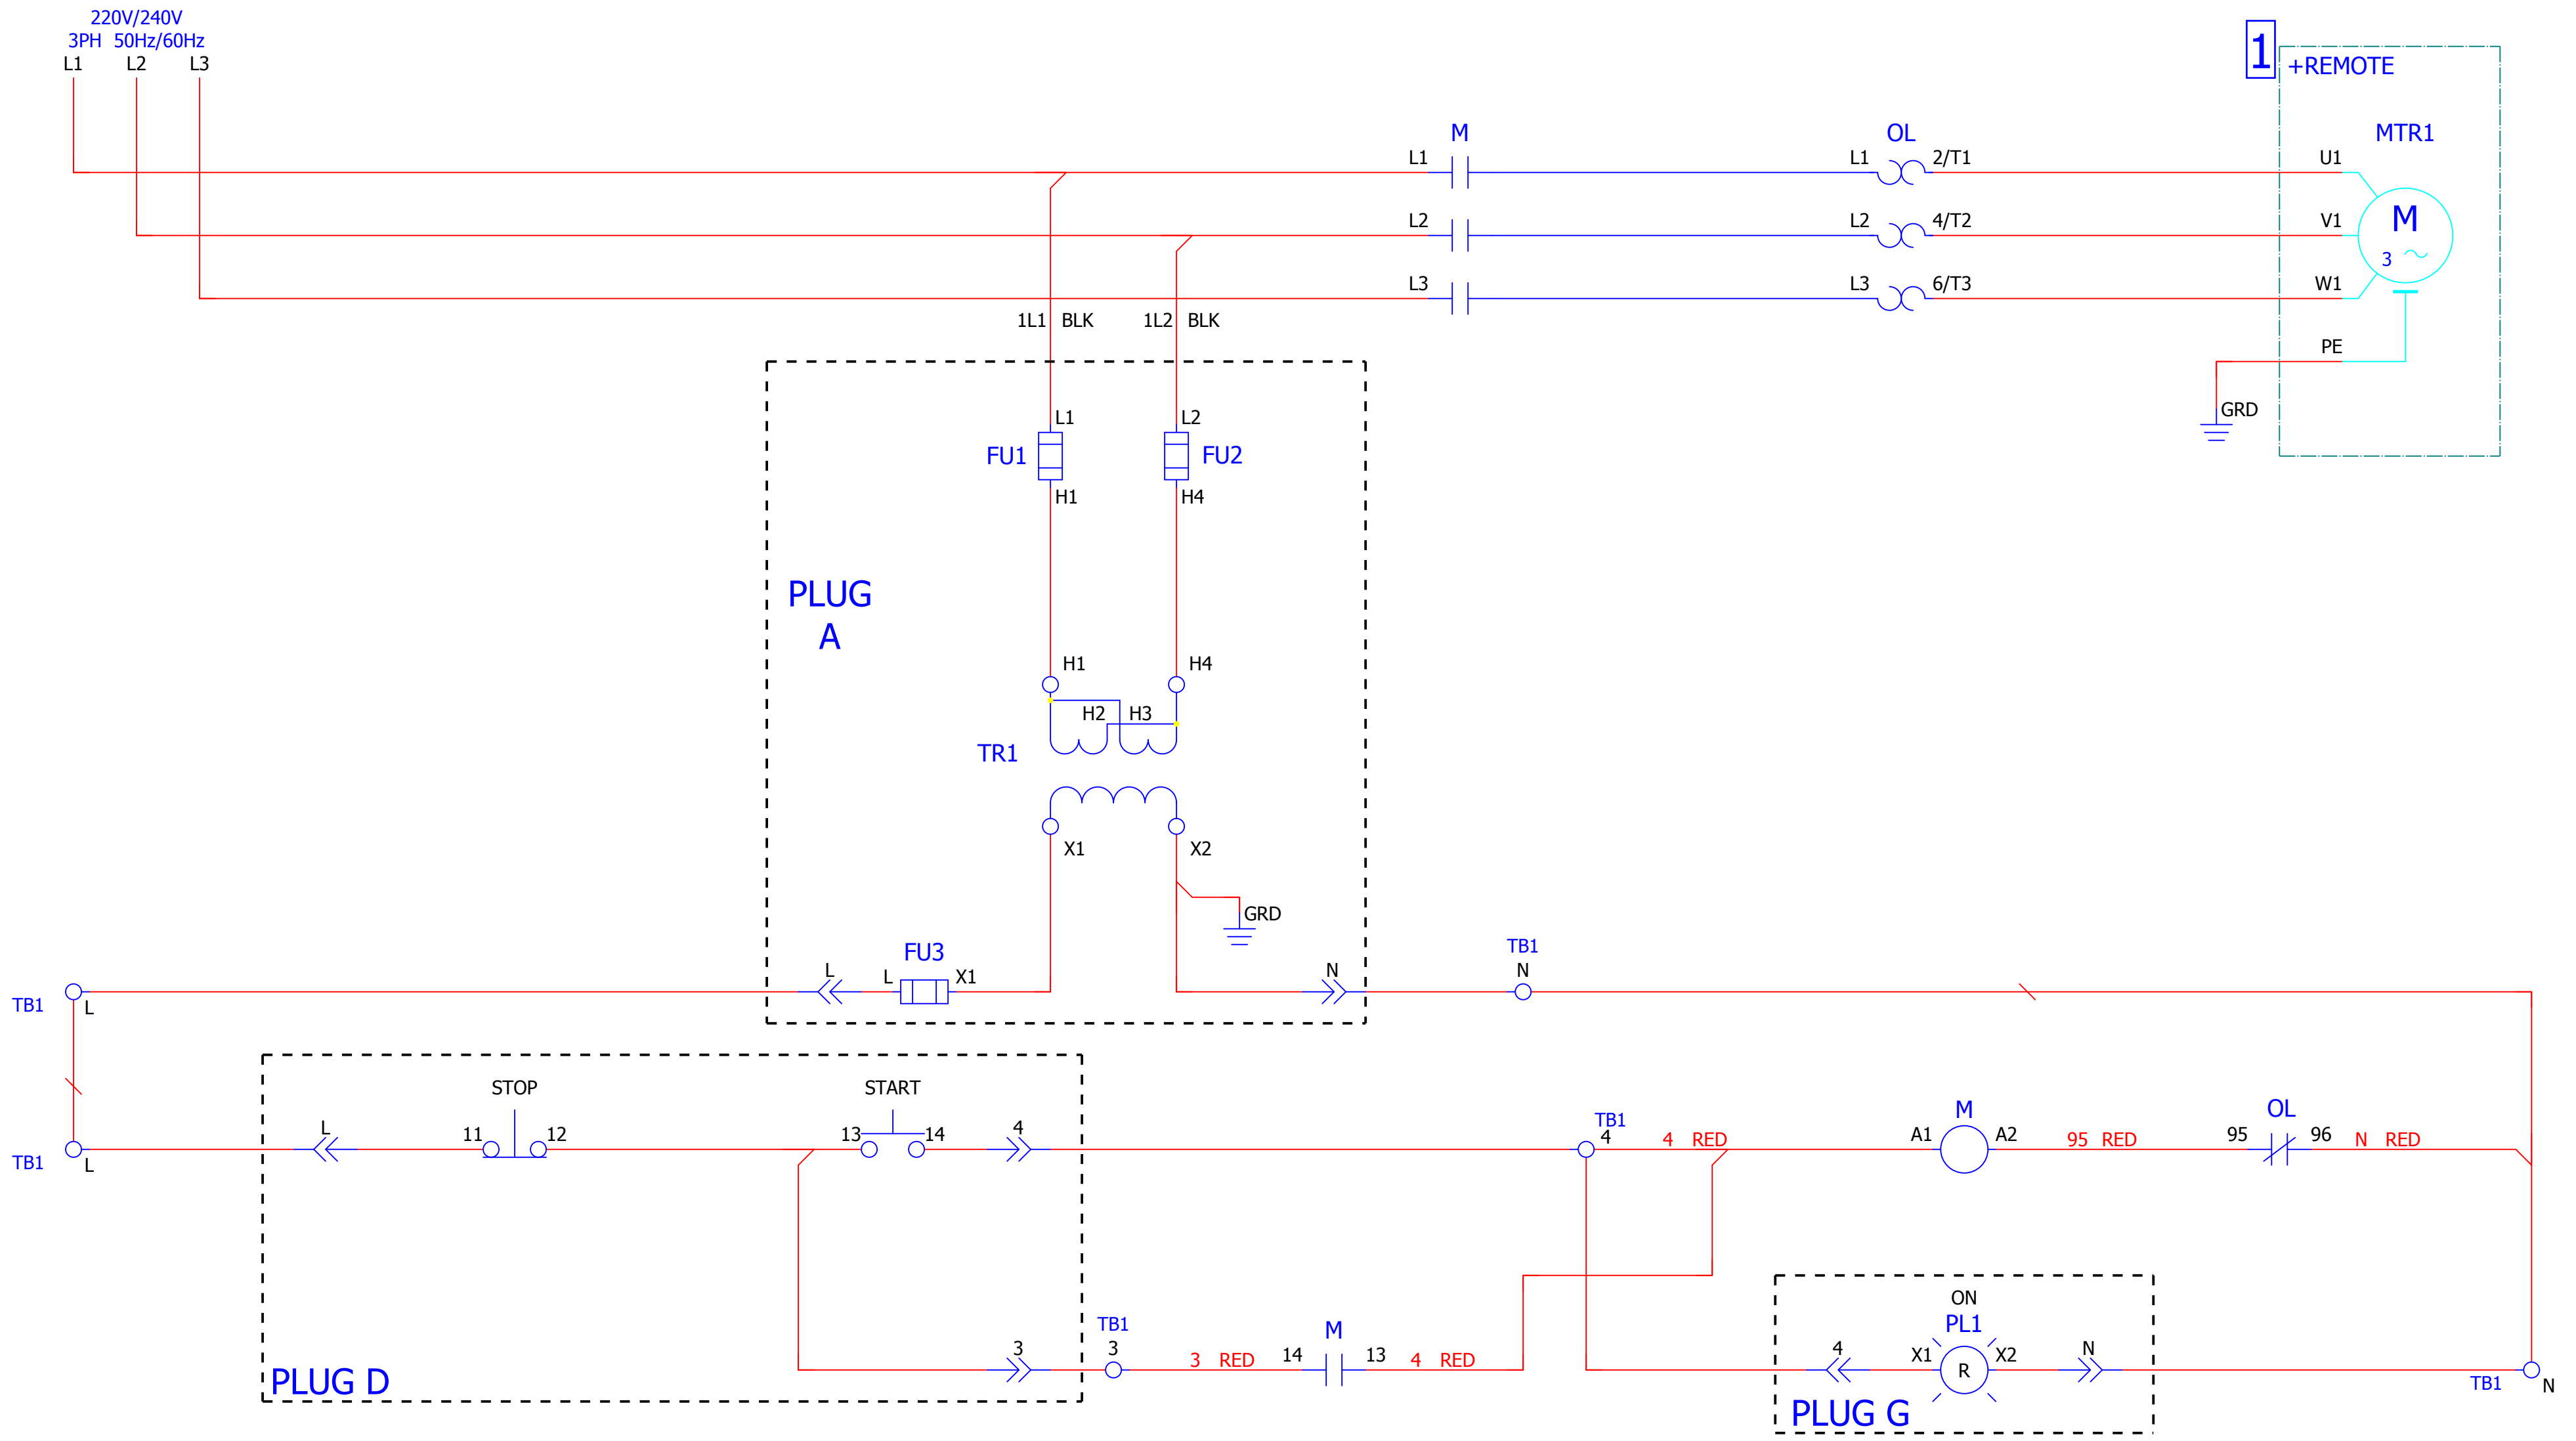 220V/240V
3PH 50Hz/60Hz
L1 L2 L3
1
+REMOTE
M OL MTR1
L1 L1 2/T1 U1
L2 L2 4/T2 V1
M
3
L3 L3 6/T3 W1
1L1 BLK 1L2 BLK
PE
GRD
L1 L2
FU1 FU2
H1 H4
PLUG
A
H1 H4
H2 H3
TR1
X1 X2
GRD
FU3
TB1
L L X1 N N
TB1 L
STOP START
TB1 M OL
L 11 12 13 14 4 4 4 RED A1 A2 95 RED 95 96 N RED
TB1 L
ON
TB1 M PL1
3 3 3 RED 14 13 4 RED 4 X1 R X2 N
TB1 N
PLUG D
PLUG G